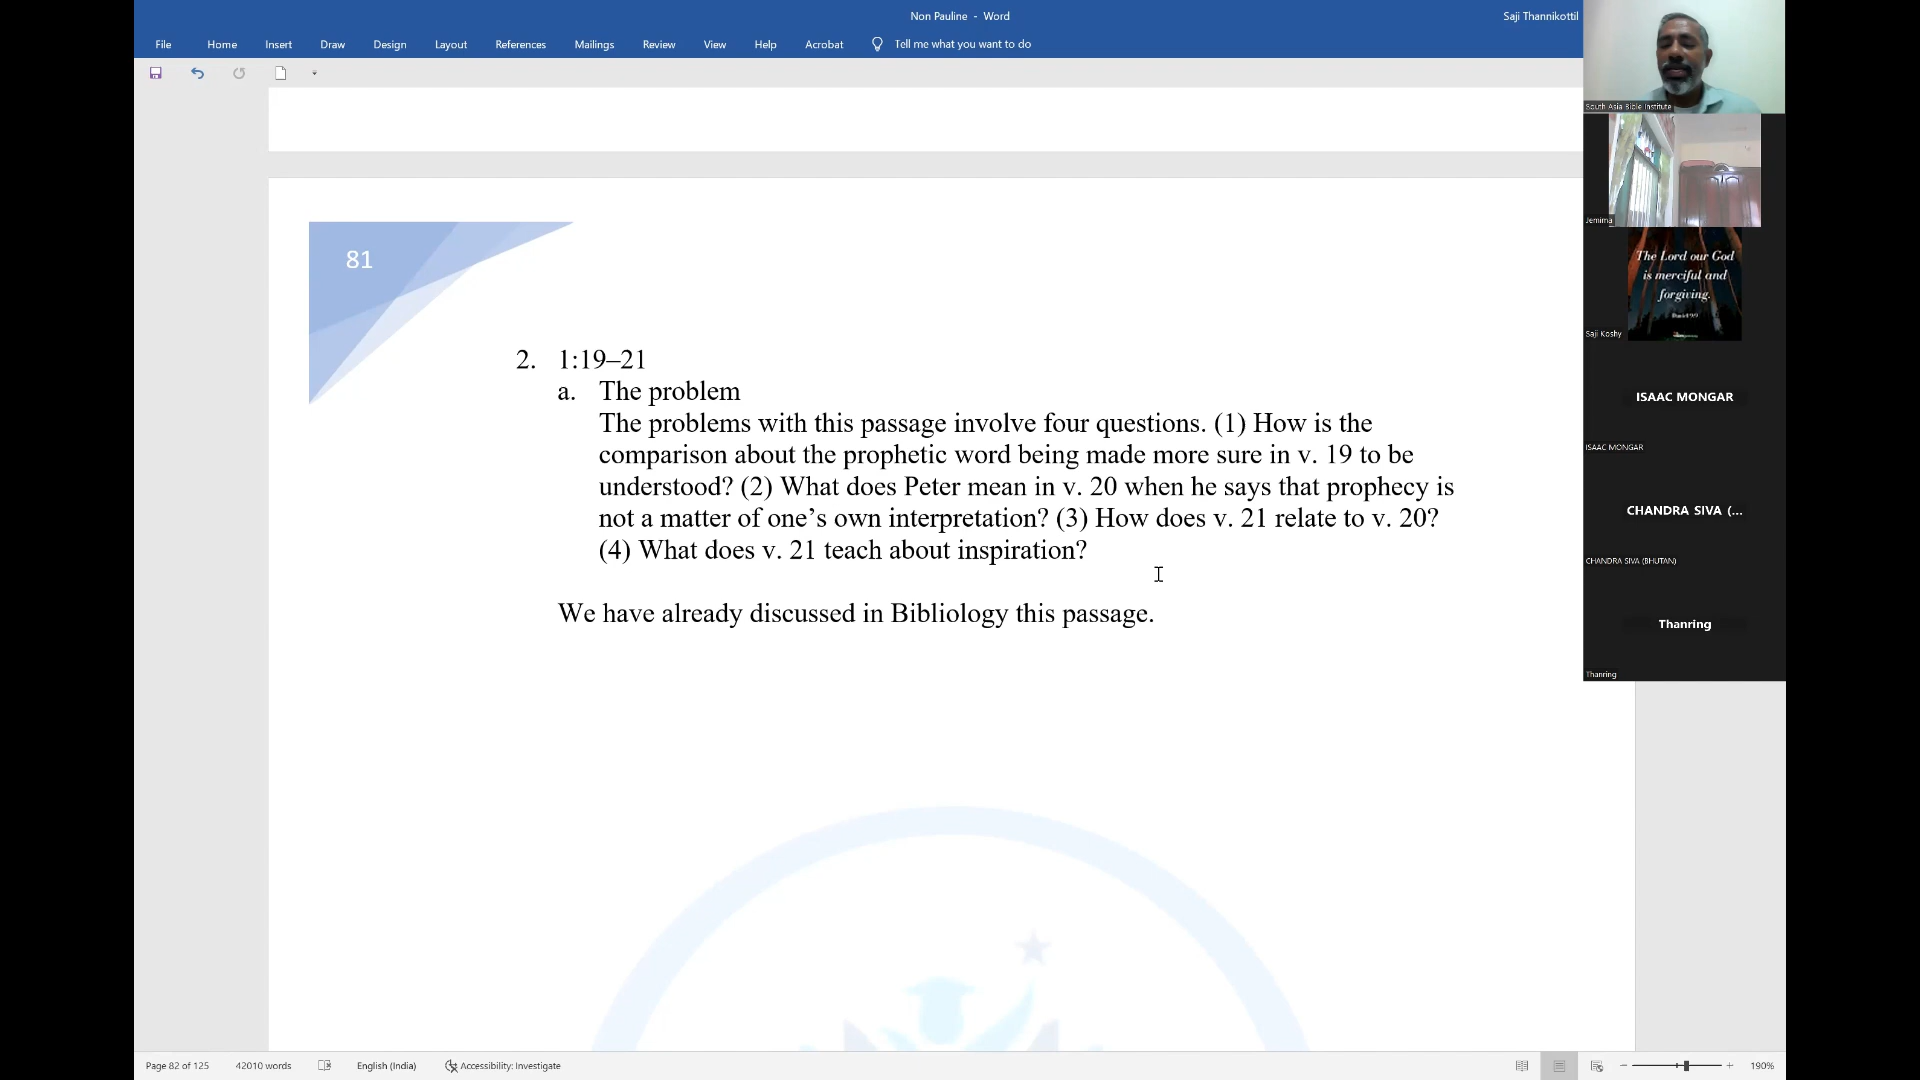 Non Pauline - Word
Saji Thannikottil
File Home Insert Draw Design Layout References Mailings Review View Help Acrobat Tell me what you want to do
81
2. 1:19–21
a. The problem
The problems with this passage involve four questions. (1) How is the
comparison about the prophetic word being made more sure in v. 19 to be
understood? (2) What does Peter mean in v. 20 when he says that prophecy is
not a matter of one’s own interpretation? (3) How does v. 21 relate to v. 20?
(4) What does v. 21 teach about inspiration?
We have already discussed in Bibliology this passage.
South Asia Bible Institute
Jemima
The Lord our God
is merciful and
forgiving.
Saji Koshy
ISAAC MONGAR
ISAAC MONGAR
CHANDRA SIVA (...
CHANDRA SIVA (BHUTAN)
Thanring
Thanring
Page 82 of 125 42010 words English (India) Accessibility: Investigate 190%